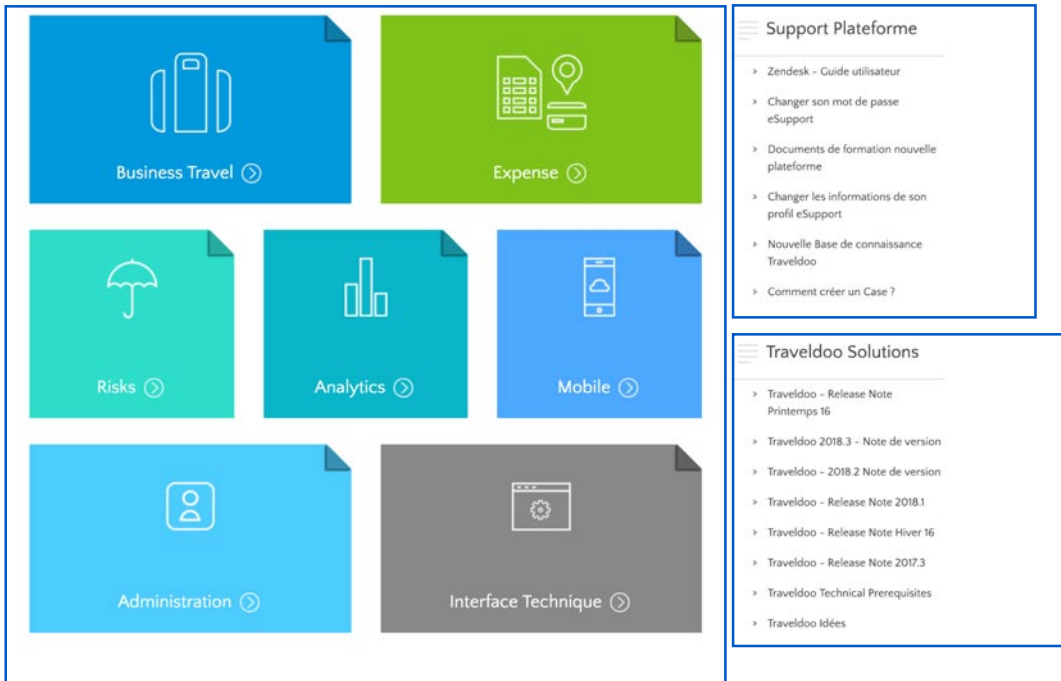 Business Travel
Expense
Risks
Analytics
Mobile
Administration
Interface Technique
Support Plateforme
Zendesk - Guide utilisateur
Changer son mot de passe
eSupport
Documents de formation nouvelle
plateforme
Changer les informations de son
profil eSupport
Nouvelle Base de connaissance
Traveldoo
Comment créer un Case ?
Traveldoo Solutions
Traveldoo - Release Note
Printemps 16
Traveldoo 2018.3 - Note de version
Traveldoo - 2018.2 Note de version
Traveldoo - Release Note 2018.1
Traveldoo - Release Note Hiver 16
Traveldoo - Release Note 2017.3
Traveldoo Technical Prerequisites
Traveldoo Idées